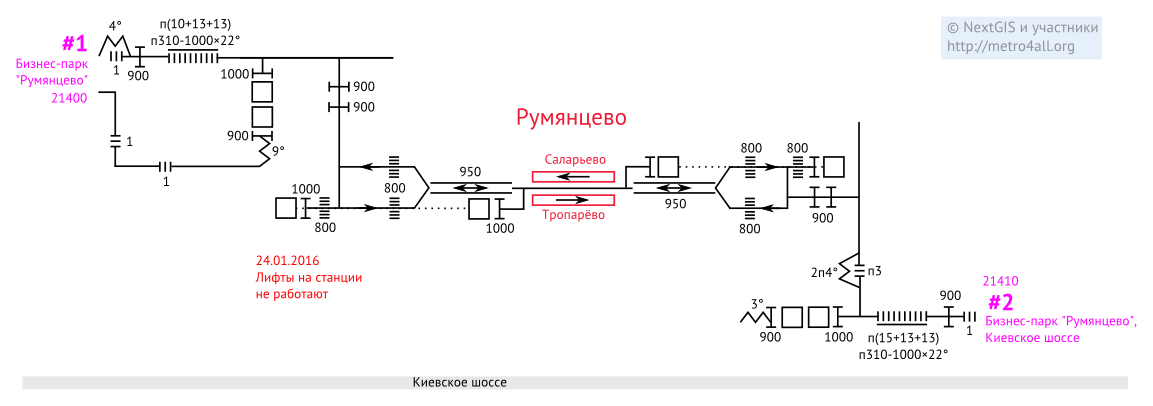 © NextGIS и участники
http://metro4all.org
4°
п(10+13+13)
п310-1000×22°
#1
Бизнес-парк
"Румянцево"
21400
1
900
1000
900
900
900
9°
1
1
Румянцево
Саларьево
Тропарёво
950
800
1000
800
1000
950
800
800
800
900
24.01.2016
Лифты на станции
не работают
2п4°
п3
21410
#2
Бизнес-парк "Румянцево",
Киевское шоссе
900
1
3°
900
1000
п(15+13+13)
п310-1000×22°
Киевское шоссе